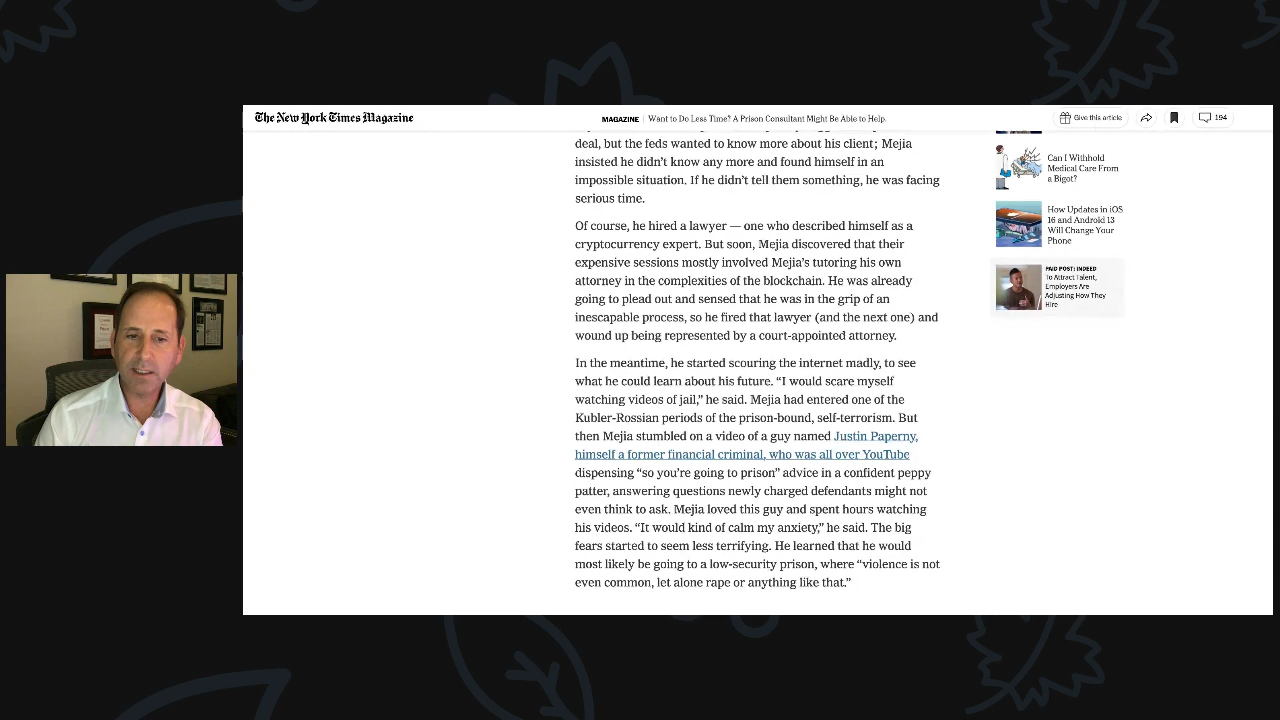 The New York Times Magazine
MAGAZINE | Want to Do Less Time? A Prison Consultant Might Be Able to Help.
Give this article
194
deal, but the feds wanted to know more about his client; Mejia
insisted he didn’t know any more and found himself in an
impossible situation. If he didn’t tell them something, he was facing
serious time.
Of course, he hired a lawyer — one who described himself as a
cryptocurrency expert. But soon, Mejia discovered that their
expensive sessions mostly involved Mejia’s tutoring his own
attorney in the complexities of the blockchain. He was already
going to plead out and sensed that he was in the grip of an
inescapable process, so he fired that lawyer (and the next one) and
wound up being represented by a court-appointed attorney.
In the meantime, he started scouring the internet madly, to see
what he could learn about his future. “I would scare myself
watching videos of jail,” he said. Mejia had entered one of the
Kubler-Rossian periods of the prison-bound, self-terrorism. But
then Mejia stumbled on a video of a guy named Justin Paperny,
himself a former financial criminal, who was all over YouTube
dispensing “so you’re going to prison” advice in a confident peppy
patter, answering questions newly charged defendants might not
even think to ask. Mejia loved this guy and spent hours watching
his videos. “It would kind of calm my anxiety,” he said. The big
fears started to seem less terrifying. He learned that he would
most likely be going to a low-security prison, where “violence is not
even common, let alone rape or anything like that.”
Can I Withhold
Medical Care From
a Bigot?
How Updates in iOS
16 and Android 13
Will Change Your
Phone
PAID POST: INDEED
To Attract Talent,
Employers Are
Adjusting How They
Hire